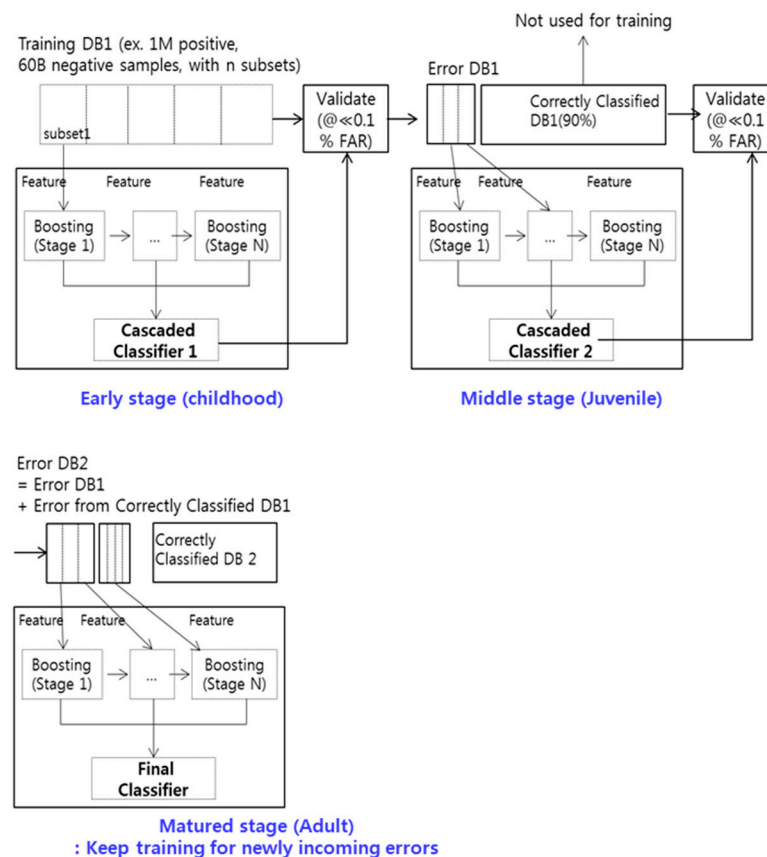 Training DB1 (ex. 1M positive,
60B negative samples, with n subsets)
subset1
Validate
(@≪0.1
% FAR)
Feature
Feature
Feature
Boosting
(Stage 1)
...
Boosting
(Stage N)
Cascaded
Classifier 1
Early stage (childhood)
Not used for training
Error DB1
Correctly Classified
DB1(90%)
Validate
(@≪0.1
% FAR)
Feature
Feature
Feature
Boosting
(Stage 1)
...
Boosting
(Stage N)
Cascaded
Classifier 2
Middle stage (Juvenile)
Error DB2
= Error DB1
+ Error from Correctly Classified DB1
Correctly
Classified DB 2
Feature
Feature
Feature
Boosting
(Stage 1)
...
Boosting
(Stage N)
Final
Classifier
Matured stage (Adult)
: Keep training for newly incoming errors